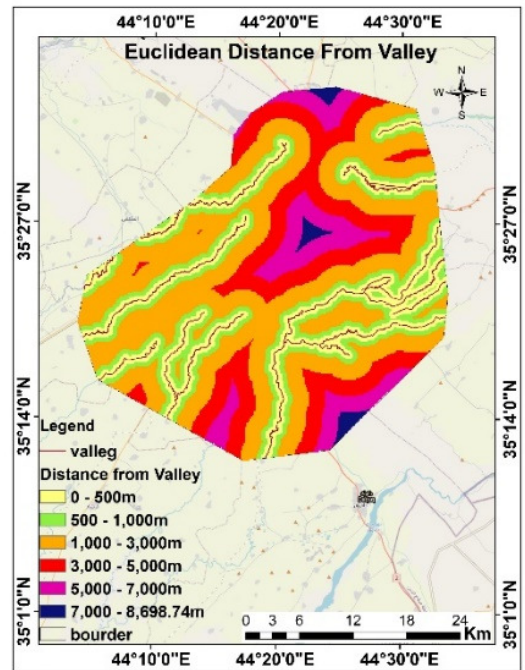 44°10'0"E 44°20'0"E 44°30'0"E
Euclidean Distance From Valley
N
W E
S
35°27'0"N 35°27'0"N
35°14'0"N 35°14'0"N
Legend
valleg
Distance from Valley
0 - 500m
500 - 1,000m
1,000 - 3,000m
3,000 - 5,000m
5,000 - 7,000m
7,000 - 8,698.74m
bourder
0 3 6 12 18 24
Km
35°1'0"N 35°1'0"N
44°10'0"E 44°20'0"E 44°30'0"E